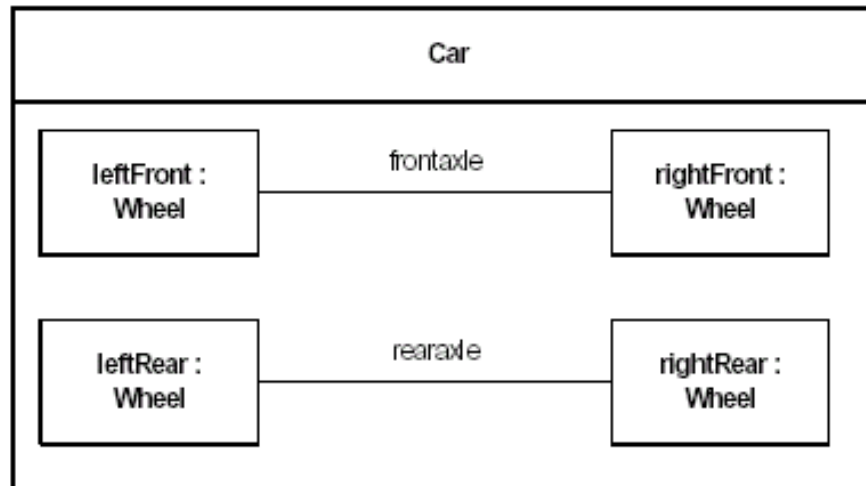 Car
leftFront :
Wheel
frontaxle
rightFront :
Wheel
leftRear :
Wheel
rearaxle
rightRear :
Wheel